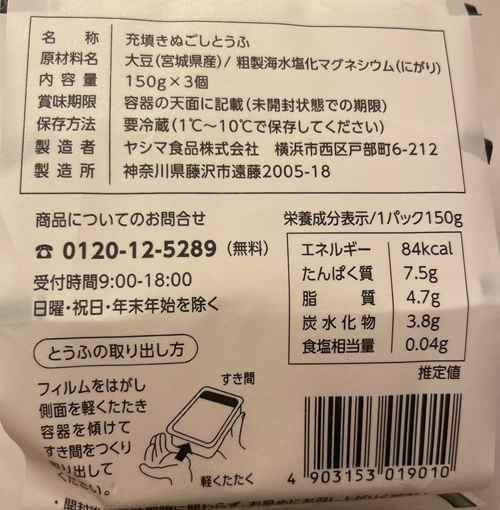 名称 充填きぬごしとうふ
原材料名 大豆(宮城県産)/ 粗製海水塩化マグネシウム(にがり)
内容量 150g×3個
賞味期限 容器の天面に記載(未開封状態での期限)
保存方法 要冷蔵(1℃〜10℃で保存してください)
製造者 ヤシマ食品株式会社 横浜市西区戸部町6-212
製造所 神奈川県藤沢市遠藤2005-18
商品についてのお問合せ
☎ 0120-12-5289 (無料)
受付時間9:00-18:00
日曜・祝日・年末年始を除く
栄養成分表示/1パック150g
エネルギー 84kcal
たんぱく質 7.5g
脂質 4.7g
炭水化物 3.8g
食塩相当量 0.04g
推定値
とうふの取り出し方
フィルムをはがし
側面を軽くたたき
容器を傾けて
すき間をつくり
取り出して
ください。
すき間
軽くたたく
4 903153 019010